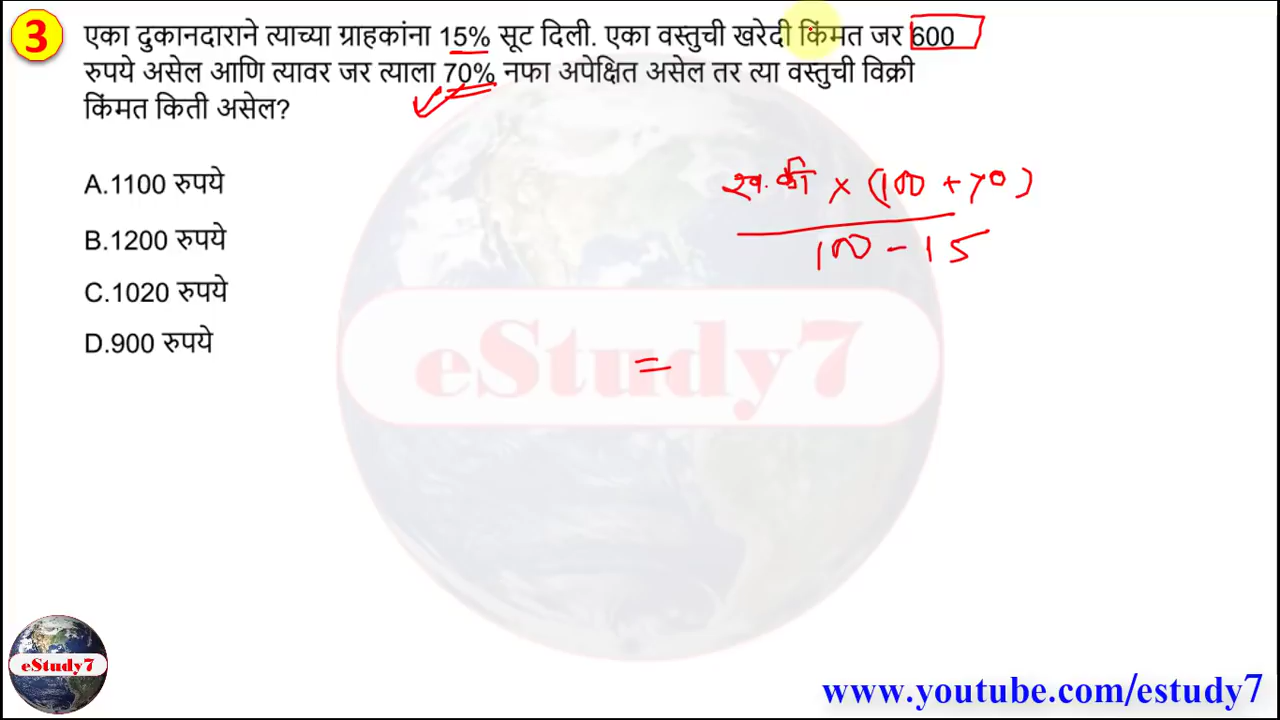 3
एका दुकानदाराने त्याच्या ग्राहकांना 15% सूट दिली. एका वस्तुची खरेदी किंमत जर 600
रुपये असेल आणि त्यावर जर त्याला 70% नफा अपेक्षित असेल तर त्या वस्तुची विक्री
किंमत किती असेल?
A.1100 रुपये
B.1200 रुपये
C.1020 रुपये
D.900 रुपये
ख. की × (100 + 70)
100 - 15
=
eStudy7
eStudy7
www.youtube.com/estudy7